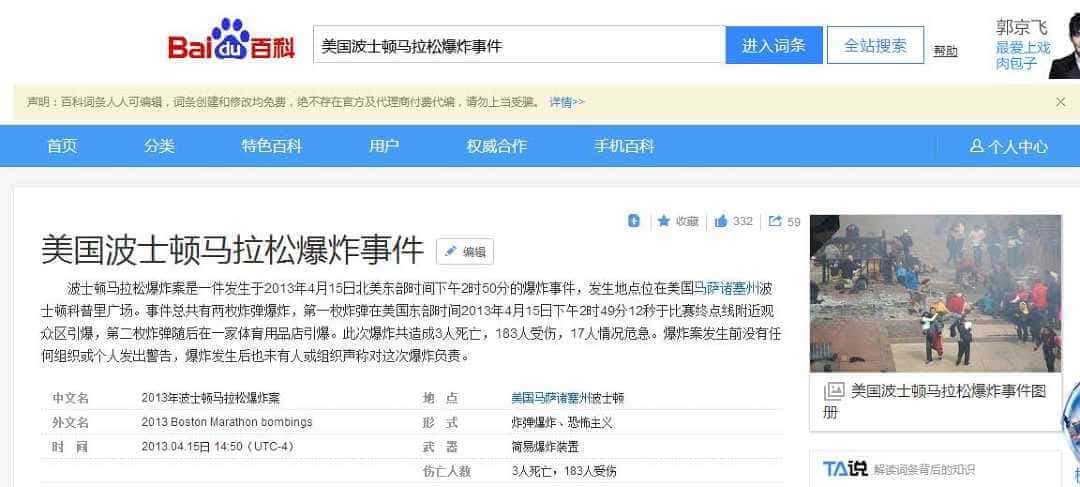 Baidu百科
美国波士顿马拉松爆炸事件
进入词条
全站搜索
帮助
郭京飞
最爱上戏
肉包子
声明：百科词条人人可编辑，词条创建和修改均免费，绝不存在官方及代理商付费代编，请勿上当受骗。 详情>>
首页 分类 特色百科 用户 权威合作 手机百科 个人中心
收藏 332 59
美国波士顿马拉松爆炸事件 编辑
波士顿马拉松爆炸案是一件发生于2013年4月15日北美东部时间下午2时50分的爆炸事件，发生地点位在美国马萨诸塞州波
士顿科普里广场。事件总共有两枚炸弹爆炸，第一枚炸弹在美国东部时间2013年4月15日下午2时49分12秒于比赛终点线附近观
众区引爆，第二枚炸弹随后在一家体育用品店引爆。此次爆炸共造成3人死亡，183人受伤，17人情况危急。爆炸案发生前没有任
何组织或个人发出警告，爆炸发生后也未有人或组织声称对这次爆炸负责。
中文名 2013年波士顿马拉松爆炸案 地 点 美国马萨诸塞州波士顿
外文名 2013 Boston Marathon bombings 形 式 炸弹爆炸、恐怖主义
时 间 2013.04.15日 14:50（UTC-4） 武 器 简易爆炸装置
伤亡人数 3人死亡，183人受伤
美国波士顿马拉松爆炸事件图
册
TA说 解读词条背后的知识